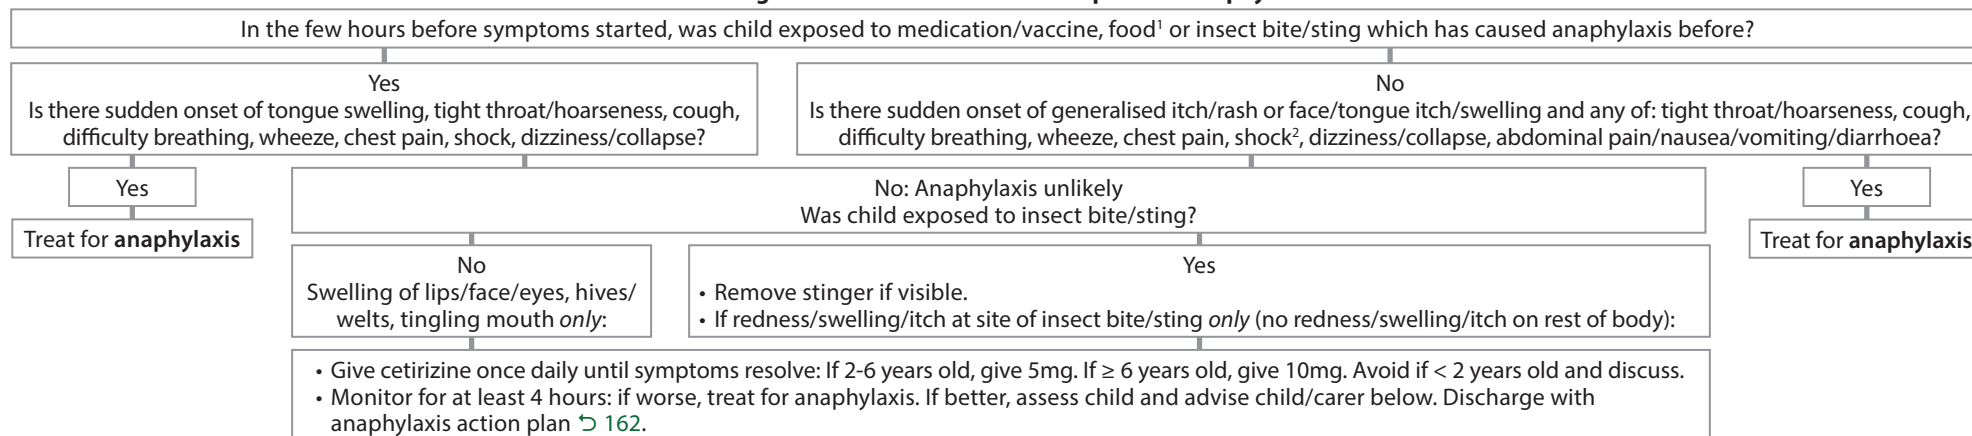 In the few hours before symptoms started, was child exposed to medication/vaccine, food¹ or insect bite/sting which has caused anaphylaxis before?
Yes
Is there sudden onset of tongue swelling, tight throat/hoarseness, cough,
difficulty breathing, wheeze, chest pain, shock, dizziness/collapse?
No
Is there sudden onset of generalised itch/rash or face/tongue itch/swelling and any of: tight throat/hoarseness, cough,
difficulty breathing, wheeze, chest pain, shock², dizziness/collapse, abdominal pain/nausea/vomiting/diarrhoea?
Yes
Treat for anaphylaxis
No: Anaphylaxis unlikely
Was child exposed to insect bite/sting?
Yes
Treat for anaphylaxis
No
Swelling of lips/face/eyes, hives/
welts, tingling mouth only:
Yes
• Remove stinger if visible.
• If redness/swelling/itch at site of insect bite/sting only (no redness/swelling/itch on rest of body):
• Give cetirizine once daily until symptoms resolve: If 2-6 years old, give 5mg. If ≥ 6 years old, give 10mg. Avoid if < 2 years old and discuss.
• Monitor for at least 4 hours: if worse, treat for anaphylaxis. If better, assess child and advise child/carer below. Discharge with
anaphylaxis action plan ⮌ 162.